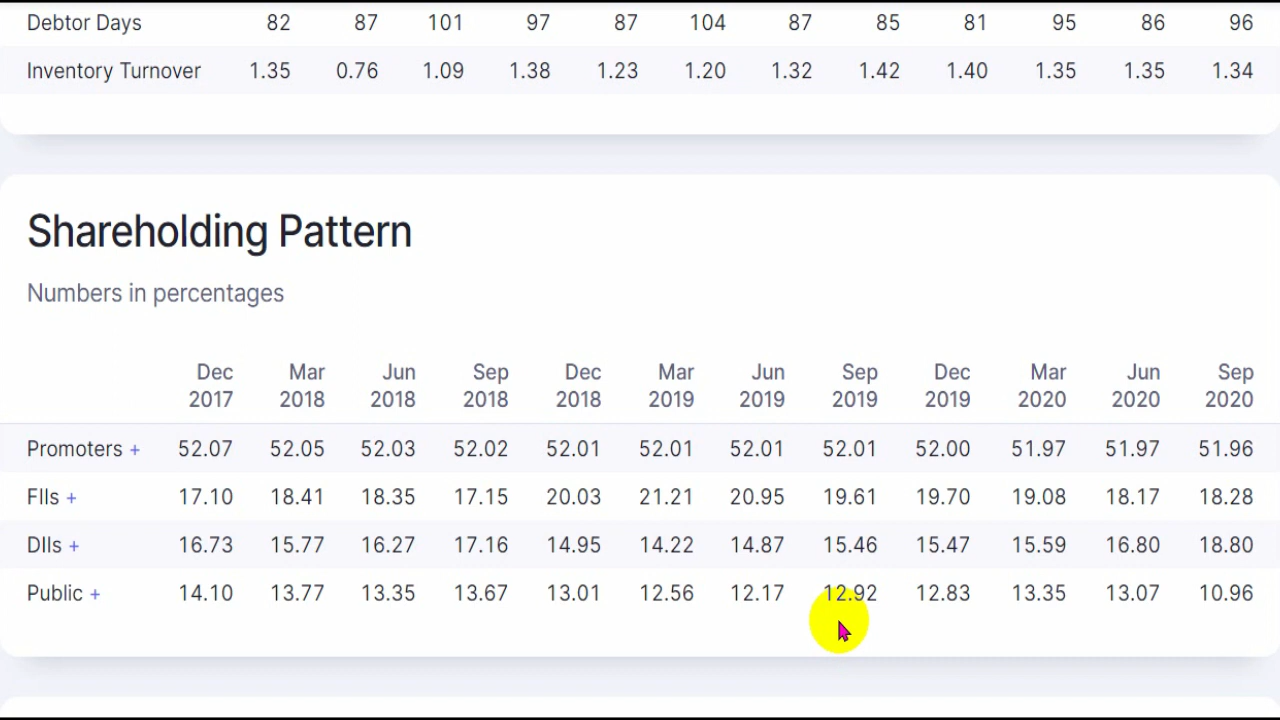 Debtor Days 82 87 101 97 87 104 87 85 81 95 86 96
Inventory Turnover 1.35 0.76 1.09 1.38 1.23 1.20 1.32 1.42 1.40 1.35 1.35 1.34
Shareholding Pattern
Numbers in percentages
Dec Mar Jun Sep Dec Mar Jun Sep Dec Mar Jun Sep
2017 2018 2018 2018 2018 2019 2019 2019 2019 2020 2020 2020
Promoters + 52.07 52.05 52.03 52.02 52.01 52.01 52.01 52.01 52.00 51.97 51.97 51.96
FIIs + 17.10 18.41 18.35 17.15 20.03 21.21 20.95 19.61 19.70 19.08 18.17 18.28
DIIs + 16.73 15.77 16.27 17.16 14.95 14.22 14.87 15.46 15.47 15.59 16.80 18.80
Public + 14.10 13.77 13.35 13.67 13.01 12.56 12.17 12.92 12.83 13.35 13.07 10.96